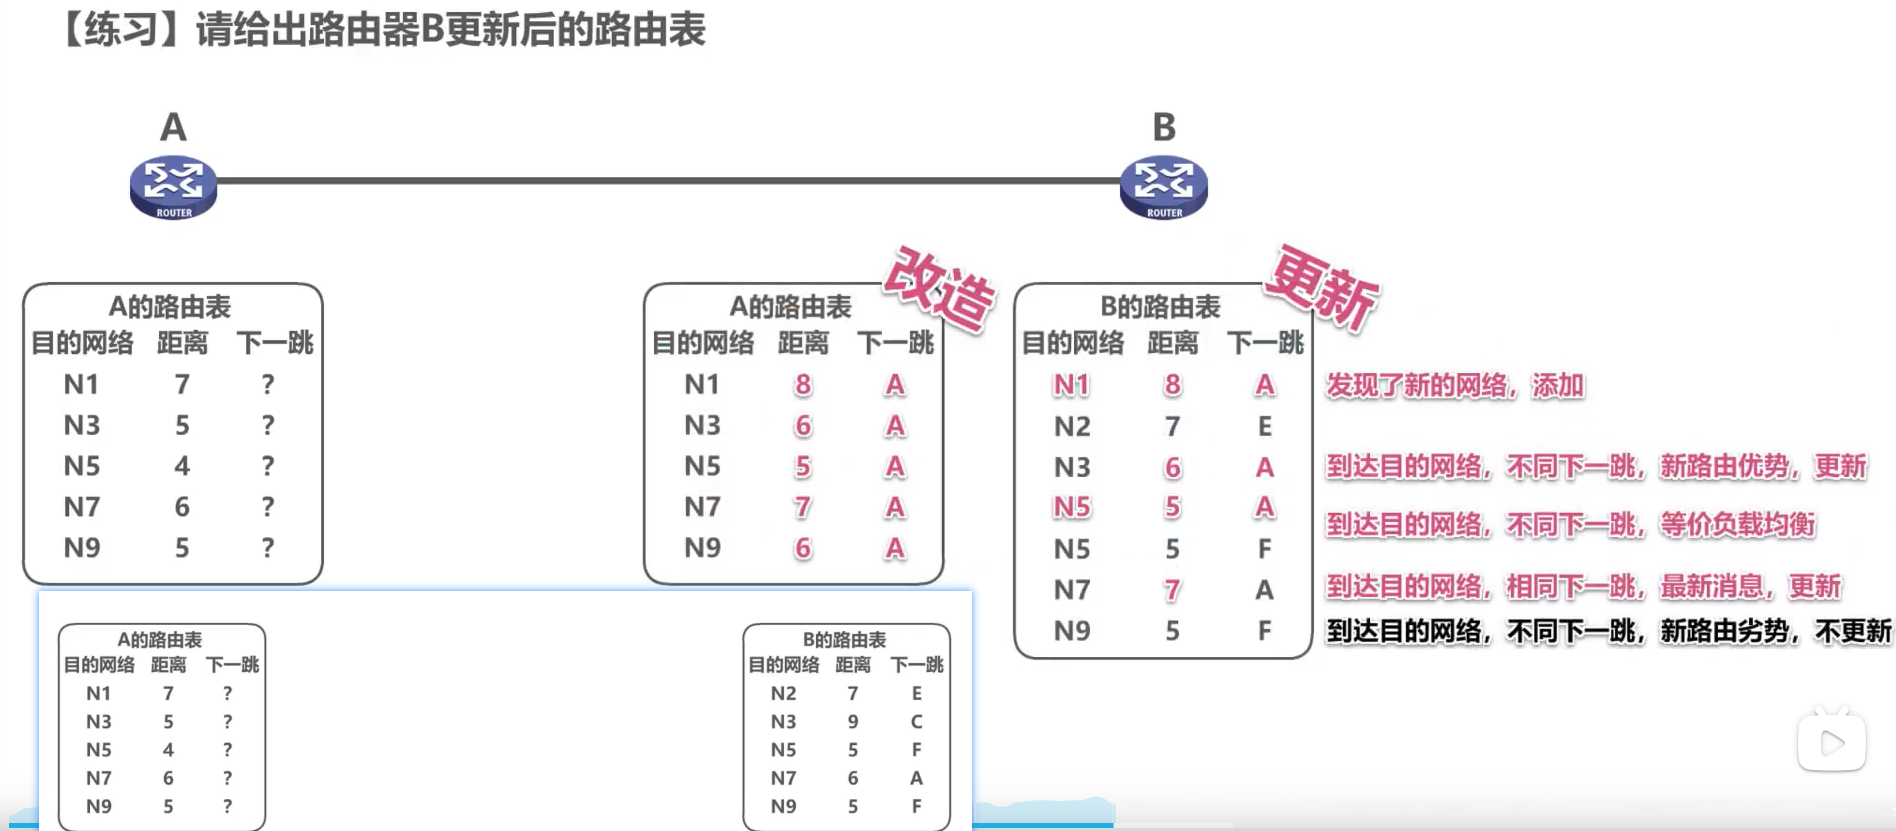 【练习】请给出路由器B更新后的路由表
A
B
ROUTER
ROUTER
A的路由表
目的网络 距离 下一跳
N1 7 ?
N3 5 ?
N5 4 ?
N7 6 ?
N9 5 ?
改造
A的路由表
目的网络 距离 下一跳
N1 8 A
N3 6 A
N5 5 A
N7 7 A
N9 6 A
更新
B的路由表
目的网络 距离 下一跳
N1 8 A 发现了新的网络，添加
N2 7 E
N3 6 A 到达目的网络，不同下一跳，新路由优势，更新
N5 5 A 到达目的网络，不同下一跳，等价负载均衡
N5 5 F
N7 7 A 到达目的网络，相同下一跳，最新消息，更新
N9 5 F 到达目的网络，不同下一跳，新路由劣势，不更新
A的路由表
目的网络 距离 下一跳
N1 7 ?
N3 5 ?
N5 4 ?
N7 6 ?
N9 5 ?
B的路由表
目的网络 距离 下一跳
N2 7 E
N3 9 C
N5 5 F
N7 6 A
N9 5 F